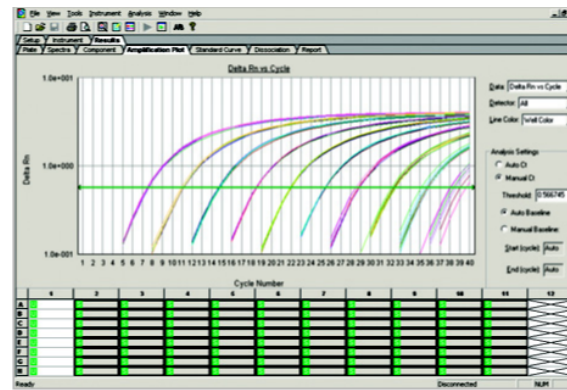 File View Tools Instrument Analysis Window Help
Setup Instrument Results
Plate Spectra Component Amplification Plot Standard Curve Dissociation Report
Delta Rn vs Cycle
1.0e+001
1.0e+000
1.0e-001
Delta Rn
1 2 3 4 5 6 7 8 9 10 11 12 13 14 15 16 17 18 19 20 21 22 23 24 25 26 27 28 29 30 31 32 33 34 35 36 37 38 39 40
Cycle Number
Data: Delta Rn vs Cycle
Detector: All
Line Color: Well Color
Analysis Settings
Auto Ct
Manual Ct
Threshold: 0.566745
Auto Baseline
Manual Baseline
Start (cycle): Auto
End (cycle): Auto
1 2 3 4 5 6 7 8 9 10 11 12
A
B
C
D
E
F
G
H
Ready Disconnected NUM